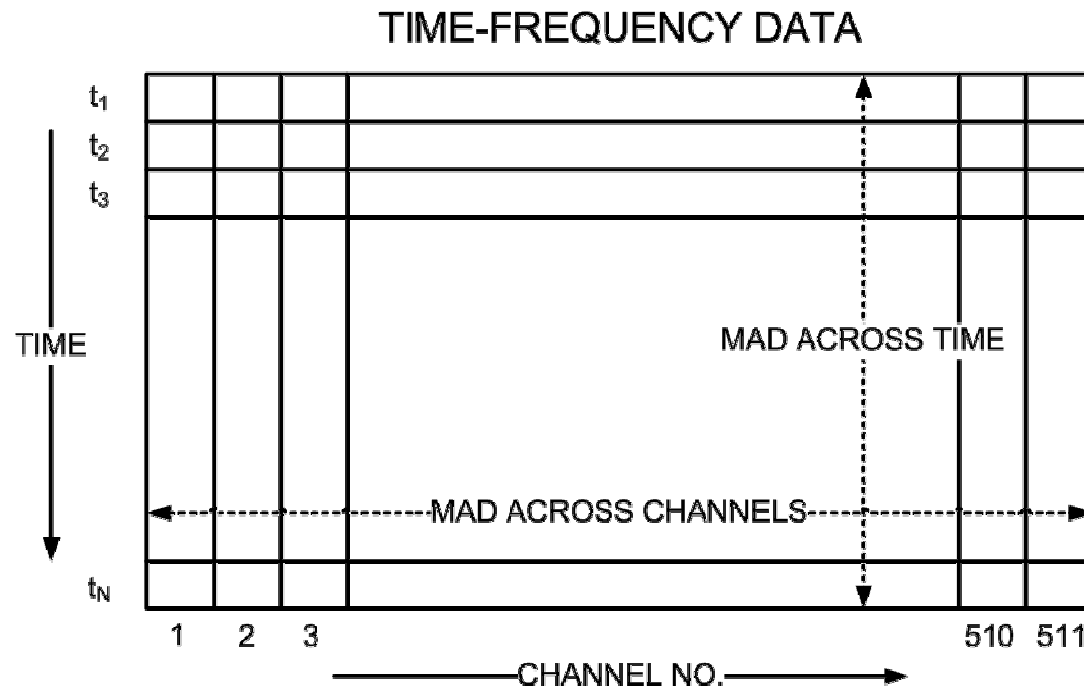 TIME-FREQUENCY DATA
t₁
t₂
t₃
TIME
MAD ACROSS TIME
MAD ACROSS CHANNELS
t_N
1 2 3 510 511
CHANNEL NO.